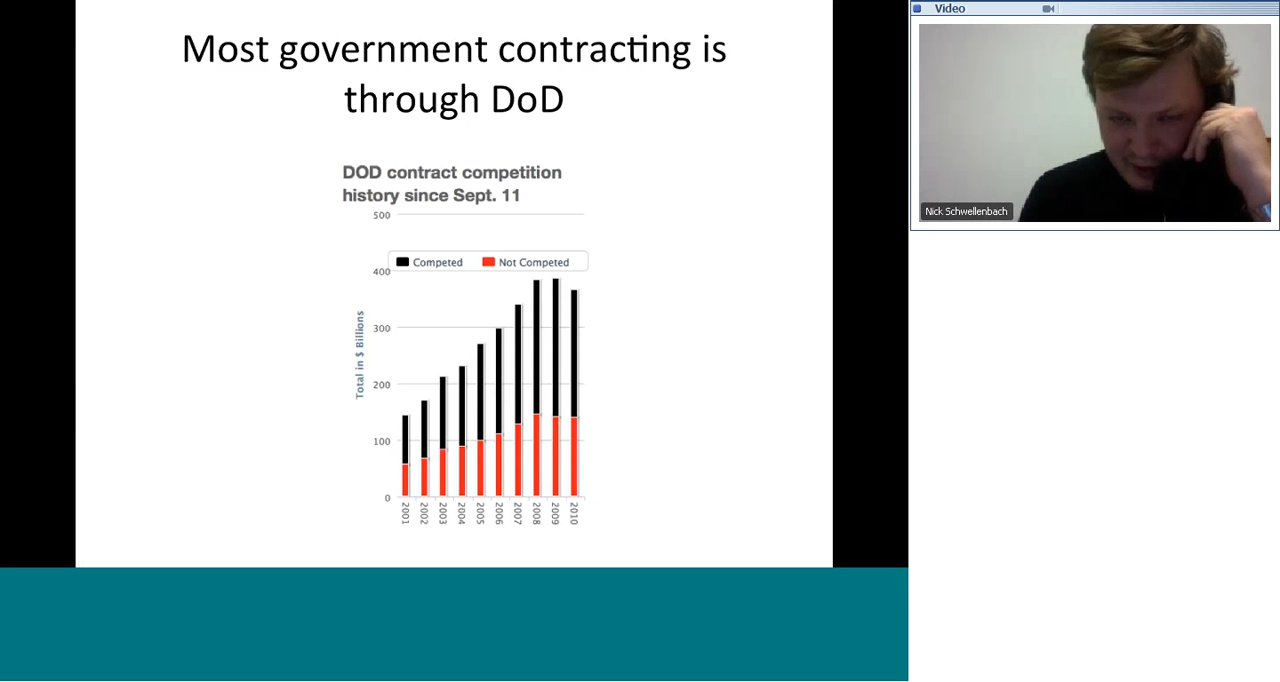 Most government contracting is
through DoD
DOD contract competition
history since Sept. 11
500
Competed
Not Competed
400
300
200
100
0
Total in $ Billions
2001
2002
2003
2004
2005
2006
2007
2008
2009
2010
Video
Nick Schwellenbach